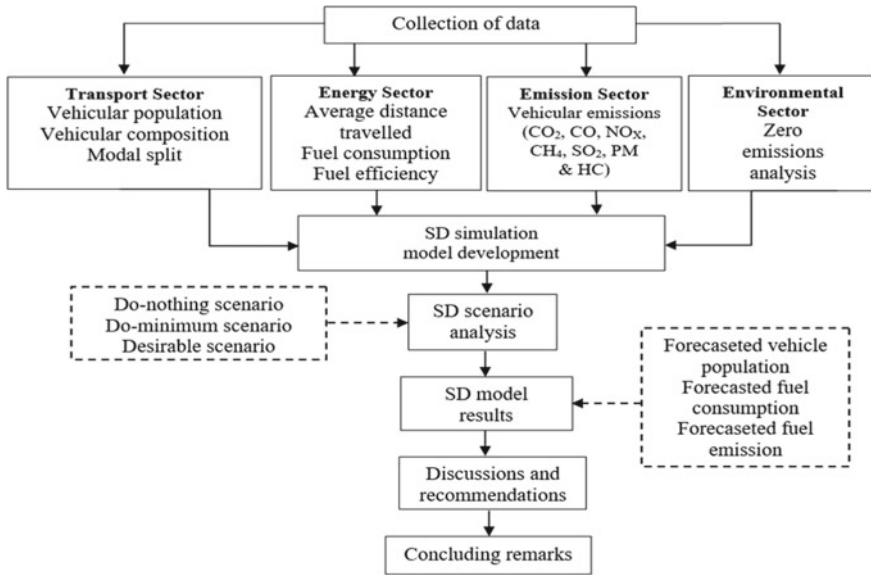 Collection of data
Transport Sector
Vehicular population
Vehicular composition
Modal split
Energy Sector
Average distance
travelled
Fuel consumption
Fuel efficiency
Emission Sector
Vehicular emissions
(CO₂, CO, NOₓ,
CH₄, SO₂, PM
& HC)
Environmental
Sector
Zero
emissions
analysis
SD simulation
model development
Do-nothing scenario
Do-minimum scenario
Desirable scenario
SD scenario
analysis
Forecaseted vehicle
population
Forecasted fuel
consumption
Forecaseted fuel
emission
SD model
results
Discussions and
recommendations
Concluding remarks